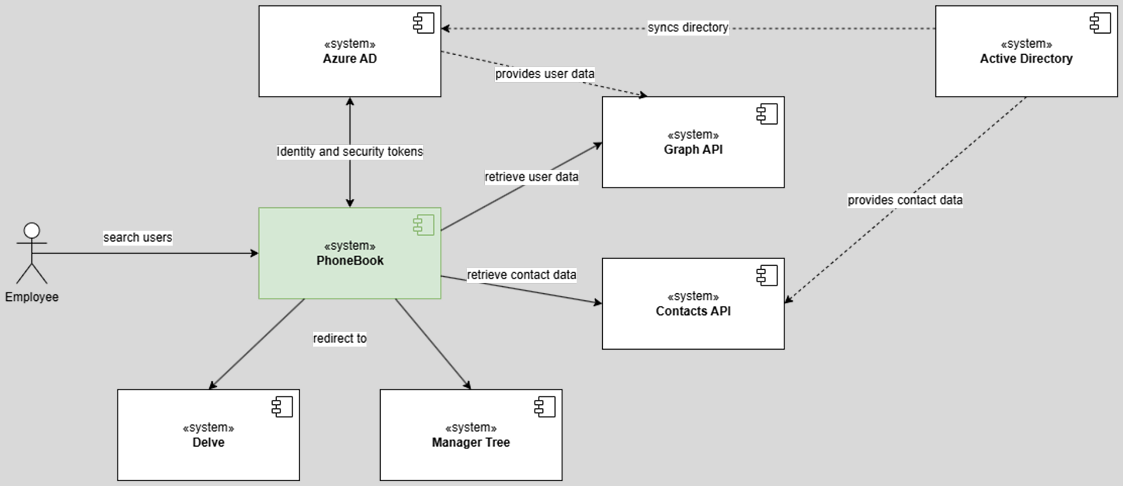 «system»
Azure AD
syncs directory
«system»
Active Directory
provides user data
«system»
Graph API
Identity and security tokens
retrieve user data
provides contact data
search users
Employee
«system»
PhoneBook
retrieve contact data
«system»
Contacts API
redirect to
«system»
Delve
«system»
Manager Tree